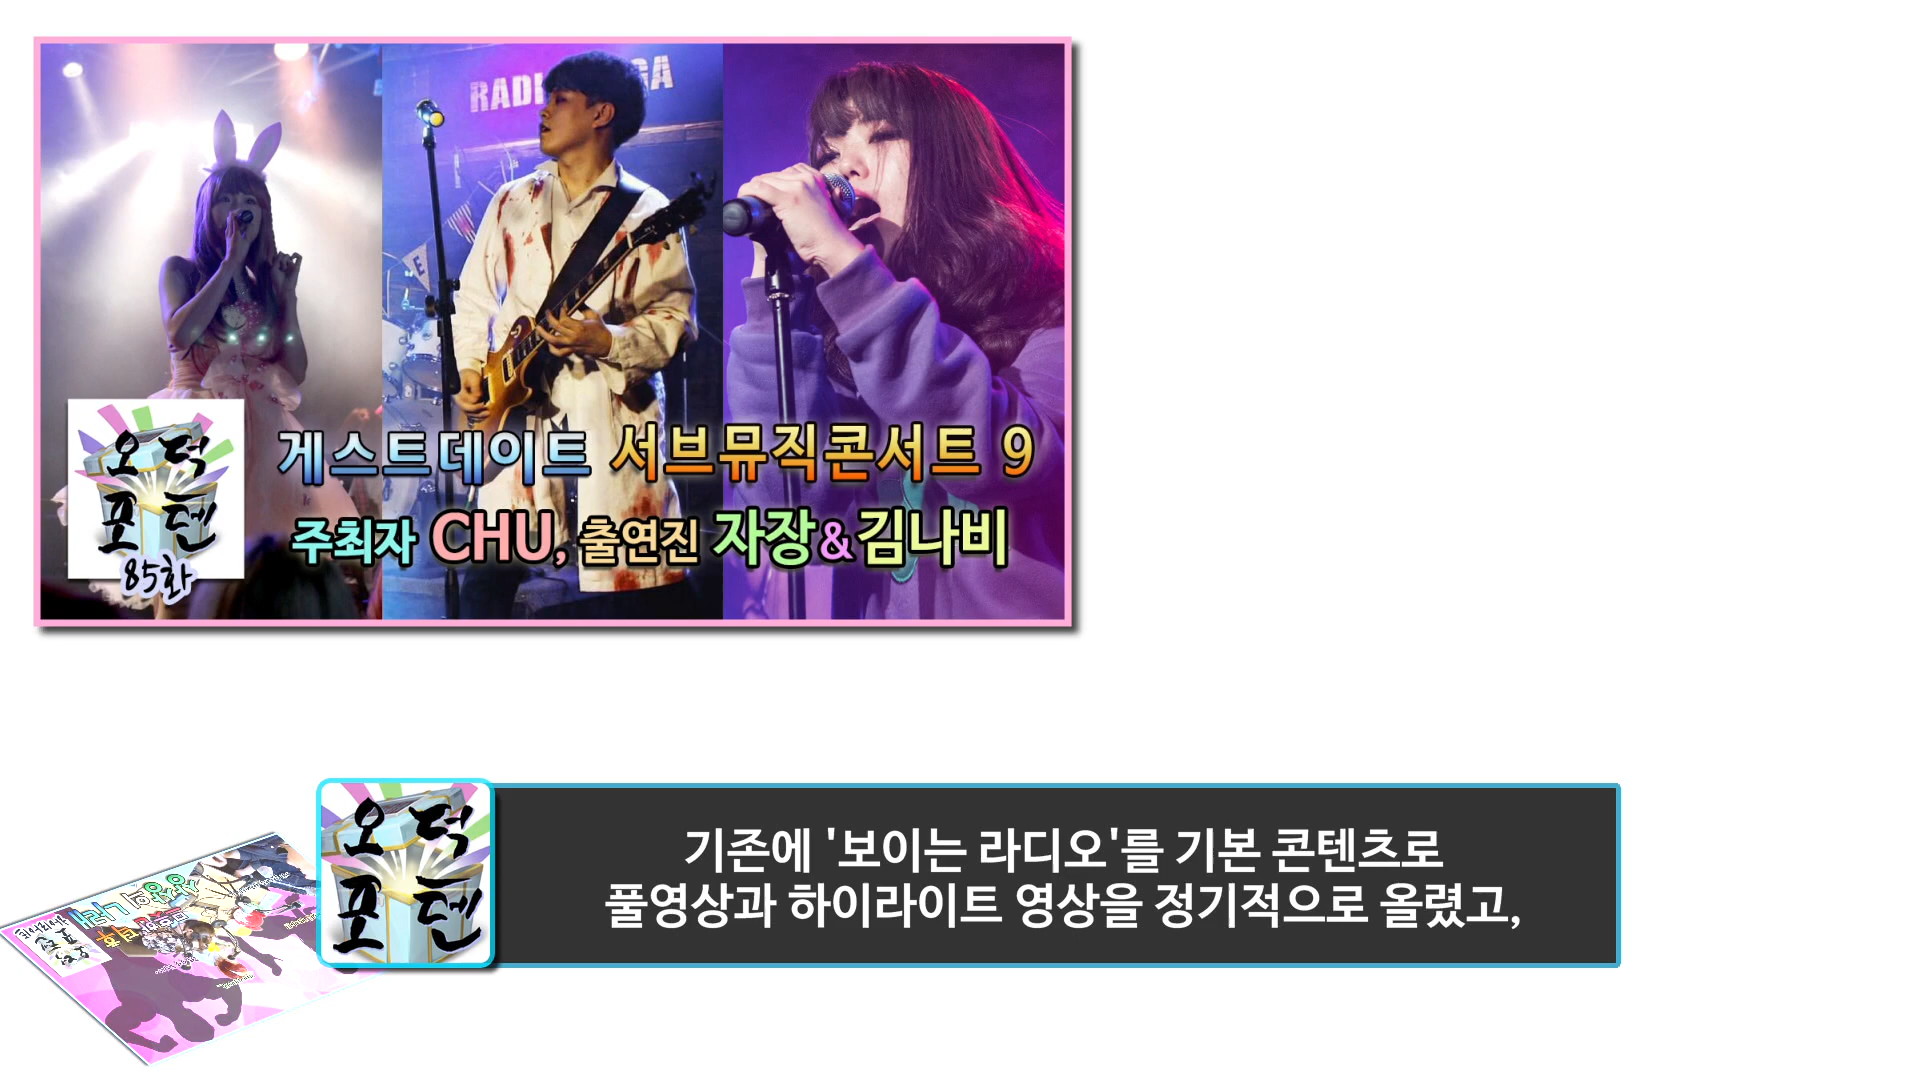 RADI GA
E
오덕
포텐
85화
게스트데이트 서브뮤직콘서트 9
주최자 CHU, 출연진 자장&김나비
오덕
포텐
기존에 '보이는 라디오'를 기본 콘텐츠로
풀영상과 하이라이트 영상을 정기적으로 올렸고,